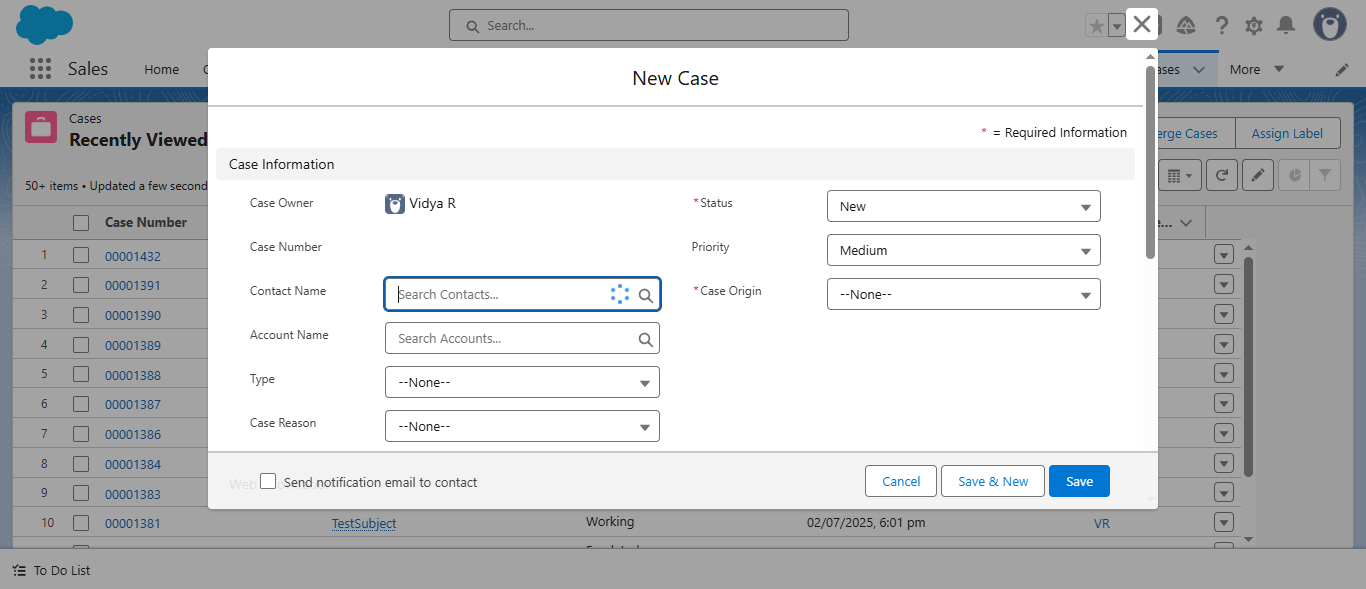 Search...
Sales
Home
ases
More
New Case
Cases
Recently Viewed
erge Cases
Assign Label
* = Required Information
Case Information
50+ items • Updated a few second
Case Owner
Vidya R
*Status
New
Case Number
Priority
Medium
Contact Name
Search Contacts...
*Case Origin
--None--
Account Name
Search Accounts...
Type
--None--
Case Reason
--None--
Case Number
e...
1 00001432
2 00001391
3 00001390
4 00001389
5 00001388
6 00001387
7 00001386
8 00001384
9 00001383
10 00001381 TestSubject Working 02/07/2025, 6:01 pm VR
Web
Send notification email to contact
Cancel
Save & New
Save
To Do List